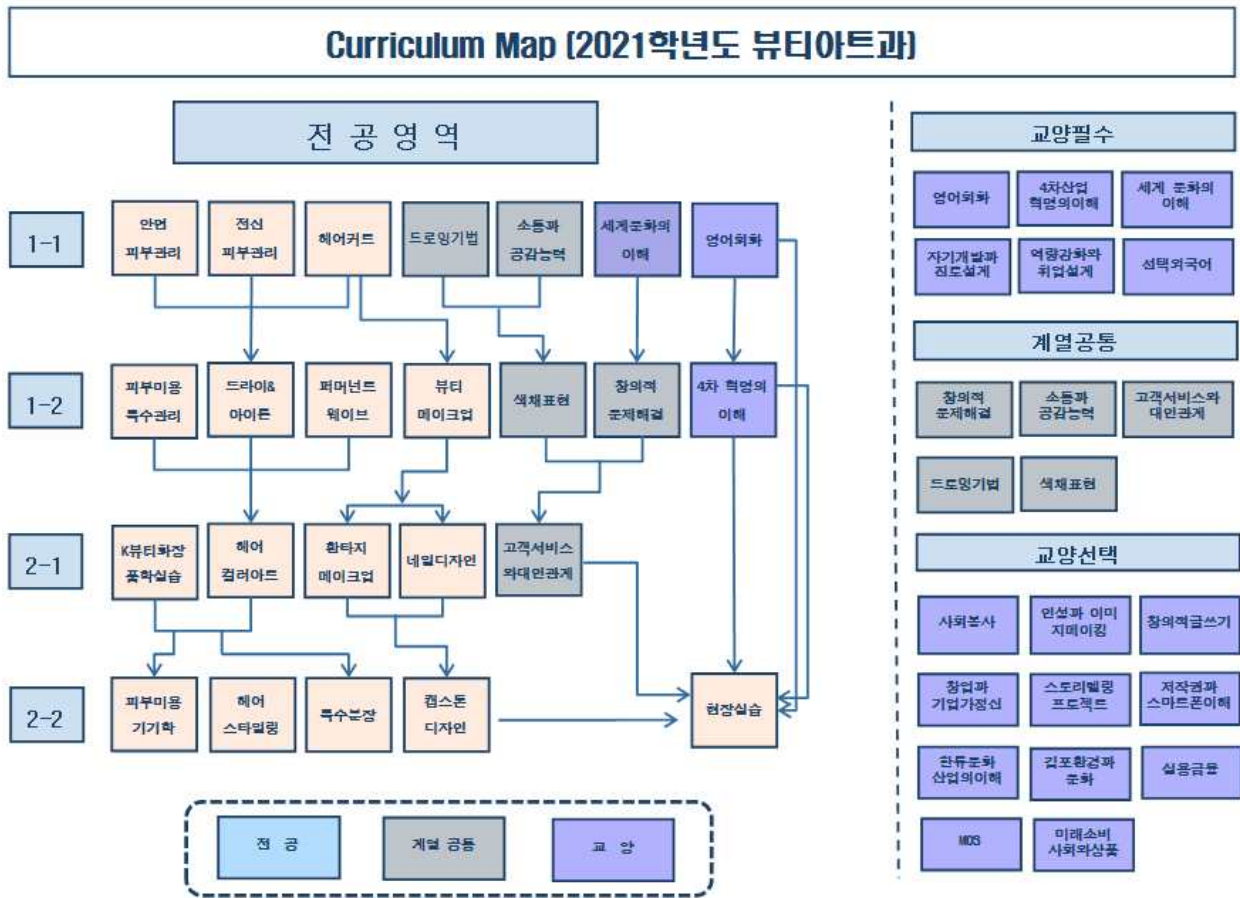 Curriculum Map (2021학년도 뷰티아트과)
전 공 영 역
1-1
안면
피부관리
전신
피부관리
헤어커트
드로잉기법
소통과
공감능력
세계문화의
이해
영어회화
1-2
피부미용
특수관리
드라이&
아이론
퍼머넌트
웨이브
뷰티
메이크업
색채표현
창의적
문제해결
4차 혁명의
이해
2-1
K뷰티화장
품학실습
헤어
컬러아트
환타지
메이크업
네일디자인
고객서비스
와대인관계
2-2
피부미용
기기학
헤어
스타일링
특수분장
캡스톤
디자인
현장실습
전 공
계열 공통
교 양
교양필수
영어회화
4차산업
혁명의이해
세계 문화의
이해
자기개발과
진로설계
역량강화와
취업설계
선택외국어
계열공통
창의적
문제해결
소통과
공감능력
고객서비스와
대인관계
드로잉기법
색채표현
교양선택
사회봉사
인성과 이미
지메이킹
창의적글쓰기
창업과
기업가정신
스토리텔링
프로젝트
저작권과
스마트폰이해
한류문화
산업의이해
김포환경과
문화
실용금융
MOS
미래소비
사회와상품